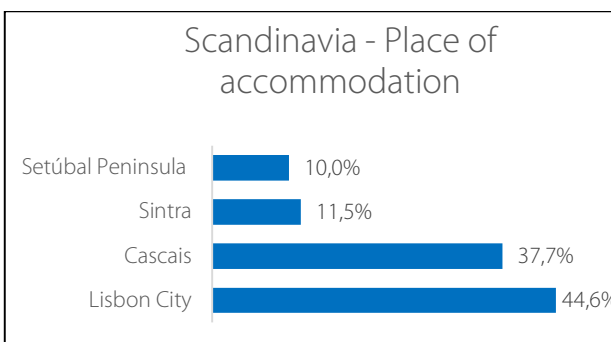 Scandinavia - Place of
accommodation
Setúbal Peninsula 10,0%
Sintra 11,5%
Cascais 37,7%
Lisbon City 44,6%